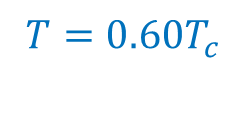 T = 0.60T_c